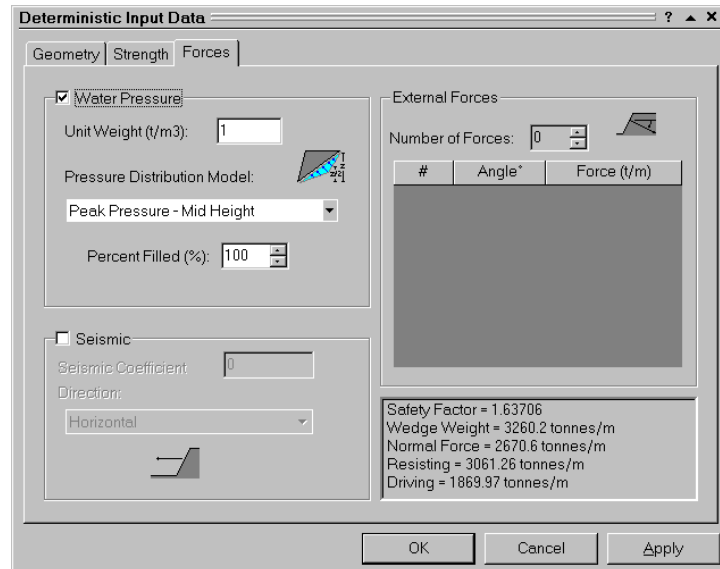 Deterministic Input Data
Geometry Strength Forces
Water Pressure
Unit Weight (t/m3): 1
Pressure Distribution Model:
Peak Pressure - Mid Height
Percent Filled (%): 100
Seismic
Seismic Coefficient 0
Direction:
Horizontal
External Forces
Number of Forces: 0
# Angle° Force (t/m)
Safety Factor = 1.63706
Wedge Weight = 3260.2 tonnes/m
Normal Force = 2670.6 tonnes/m
Resisting = 3061.26 tonnes/m
Driving = 1869.97 tonnes/m
OK Cancel Apply